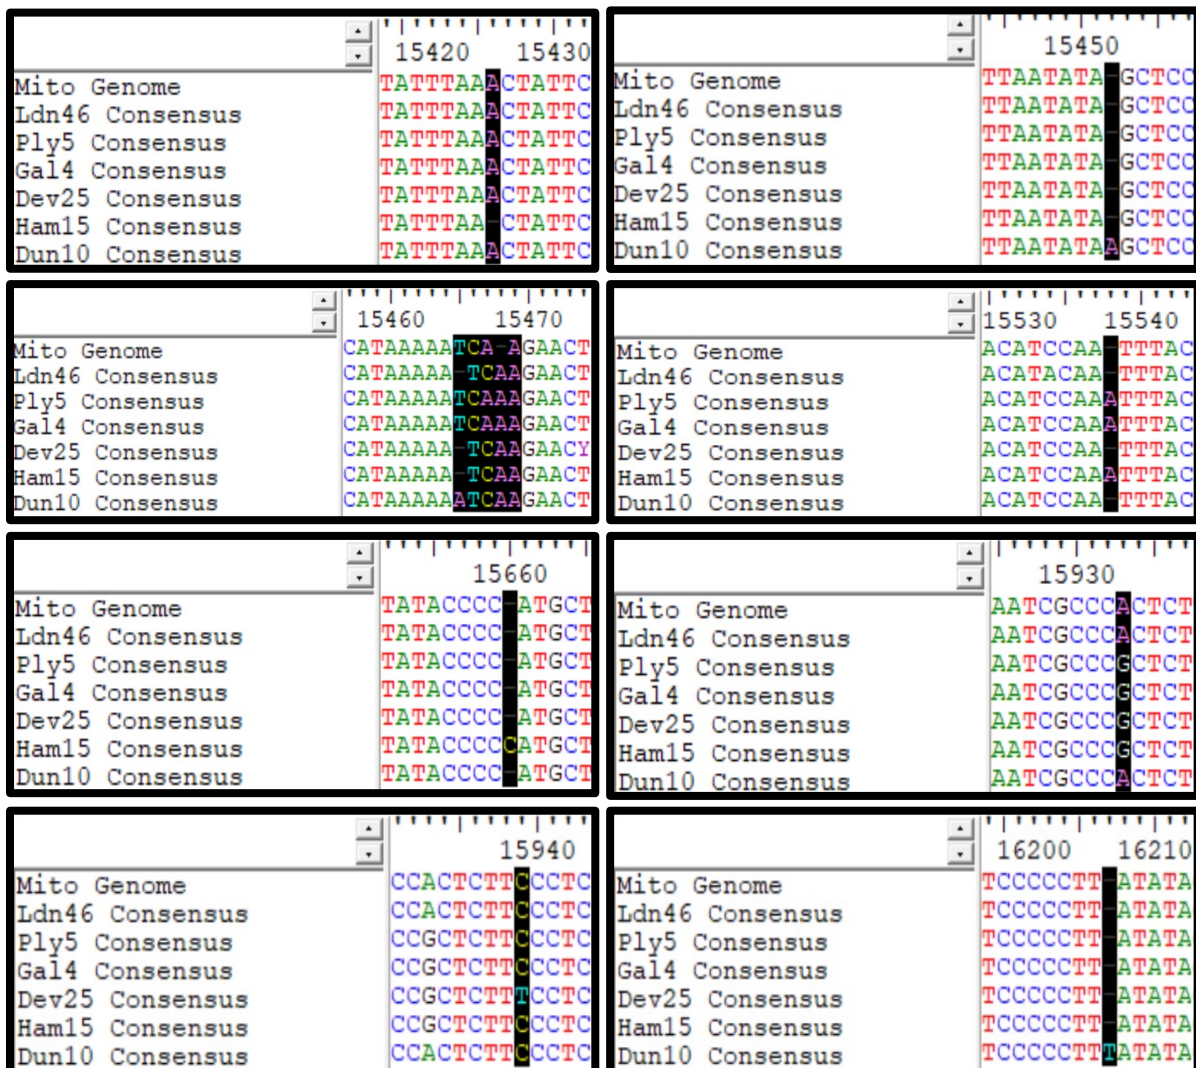 15420 15430
Mito Genome TATTTAAACTATTC
Ldn46 Consensus TATTTAAACTATTC
Ply5 Consensus TATTTAAACTATTC
Gal4 Consensus TATTTAAACTATTC
Dev25 Consensus TATTTAAACTATTC
Ham15 Consensus TATTTAA-CTATTC
Dun10 Consensus TATTTAAACTATTC
15450
Mito Genome TTAATATA-GCTCC
Ldn46 Consensus TTAATATA-GCTCC
Ply5 Consensus TTAATATA-GCTCC
Gal4 Consensus TTAATATA-GCTCC
Dev25 Consensus TTAATATA-GCTCC
Ham15 Consensus TTAATATA-GCTCC
Dun10 Consensus TTAATATAAGCTCC
15460 15470
Mito Genome CATAAAAATCA-AGAACT
Ldn46 Consensus CATAAAAA-TCAAGAACT
Ply5 Consensus CATAAAAATCAAAGAACT
Gal4 Consensus CATAAAAATCAAAGAACT
Dev25 Consensus CATAAAAA-TCAAGAACY
Ham15 Consensus CATAAAAA-TCAAGAACT
Dun10 Consensus CATAAAAAATCAAGAACT
15530 15540
Mito Genome ACATCCAA-TTTAC
Ldn46 Consensus ACATACAA-TTTAC
Ply5 Consensus ACATCCAAATTTAC
Gal4 Consensus ACATCCAAATTTAC
Dev25 Consensus ACATCCAA-TTTAC
Ham15 Consensus ACATCCAAATTTAC
Dun10 Consensus ACATCCAA-TTTAC
15660
Mito Genome TATACCCC-ATGCT
Ldn46 Consensus TATACCCC-ATGCT
Ply5 Consensus TATACCCC-ATGCT
Gal4 Consensus TATACCCC-ATGCT
Dev25 Consensus TATACCCC-ATGCT
Ham15 Consensus TATACCCCCATGCT
Dun10 Consensus TATACCCC-ATGCT
15930
Mito Genome AATCGCCCACTCT
Ldn46 Consensus AATCGCCCACTCT
Ply5 Consensus AATCGCCCGCTCT
Gal4 Consensus AATCGCCCGCTCT
Dev25 Consensus AATCGCCCGCTCT
Ham15 Consensus AATCGCCCGCTCT
Dun10 Consensus AATCGCCCACTCT
15940
Mito Genome CCACTCTTCCCTC
Ldn46 Consensus CCACTCTTCCCTC
Ply5 Consensus CCGCTCTTCCCTC
Gal4 Consensus CCGCTCTTCCCTC
Dev25 Consensus CCGCTCTTTCCTC
Ham15 Consensus CCGCTCTTCCCTC
Dun10 Consensus CCACTCTTCCCTC
16200 16210
Mito Genome TCCCCCTT-ATATA
Ldn46 Consensus TCCCCCTT-ATATA
Ply5 Consensus TCCCCCTT-ATATA
Gal4 Consensus TCCCCCTT-ATATA
Dev25 Consensus TCCCCCTT-ATATA
Ham15 Consensus TCCCCCTT-ATATA
Dun10 Consensus TCCCCCTTTATATA